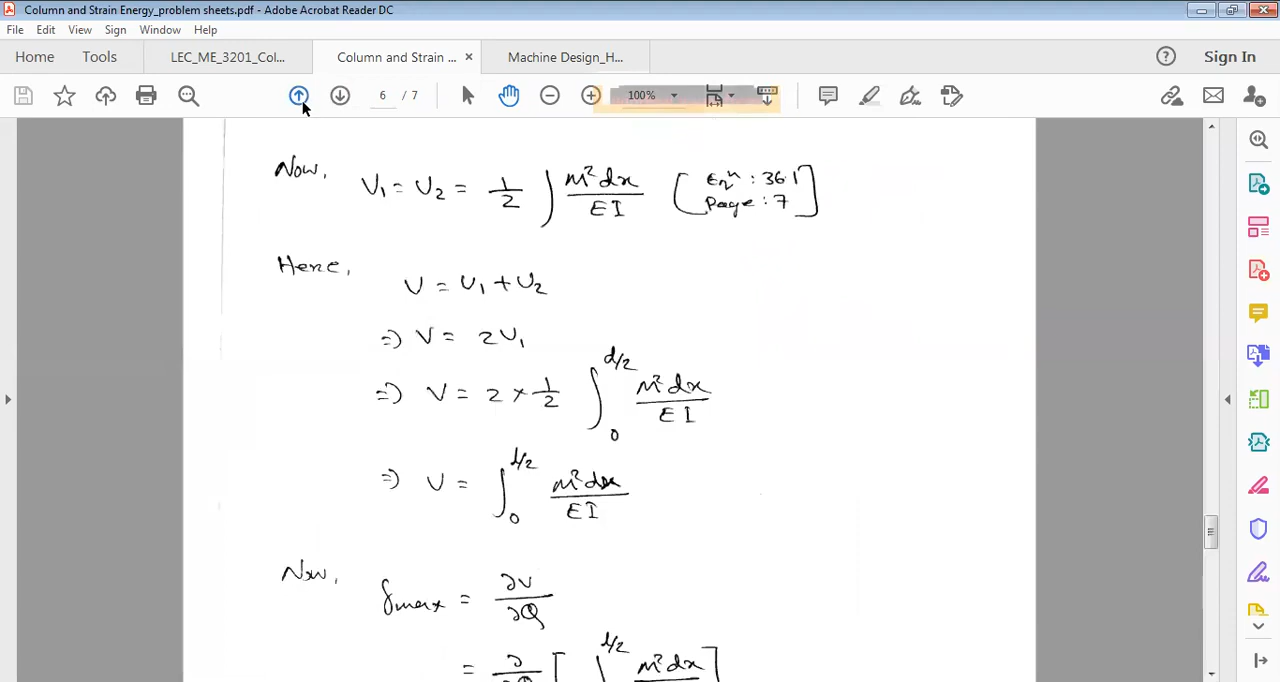 Column and Strain Energy_problem sheets.pdf - Adobe Acrobat Reader DC
File Edit View Sign Window Help
Home Tools LEC_ME_3201_Col... Column and Strain ... × Machine Design_H... ? Sign In
6 / 7 100%
Now, U₁ = U₂ = 1/2 ∫ M²dx/EI [Eqⁿ : 36.1 Page : 7]
Here,
U = U₁ + U₂
⇒ U = 2U₁
⇒ U = 2 × 1/2 ∫₀^(L/2) M²dx/EI
⇒ U = ∫₀^(L/2) M²dx/EI
Now, δmax = ∂U/∂Q
= ∂/∂Q [∫^(L/2) M²dx